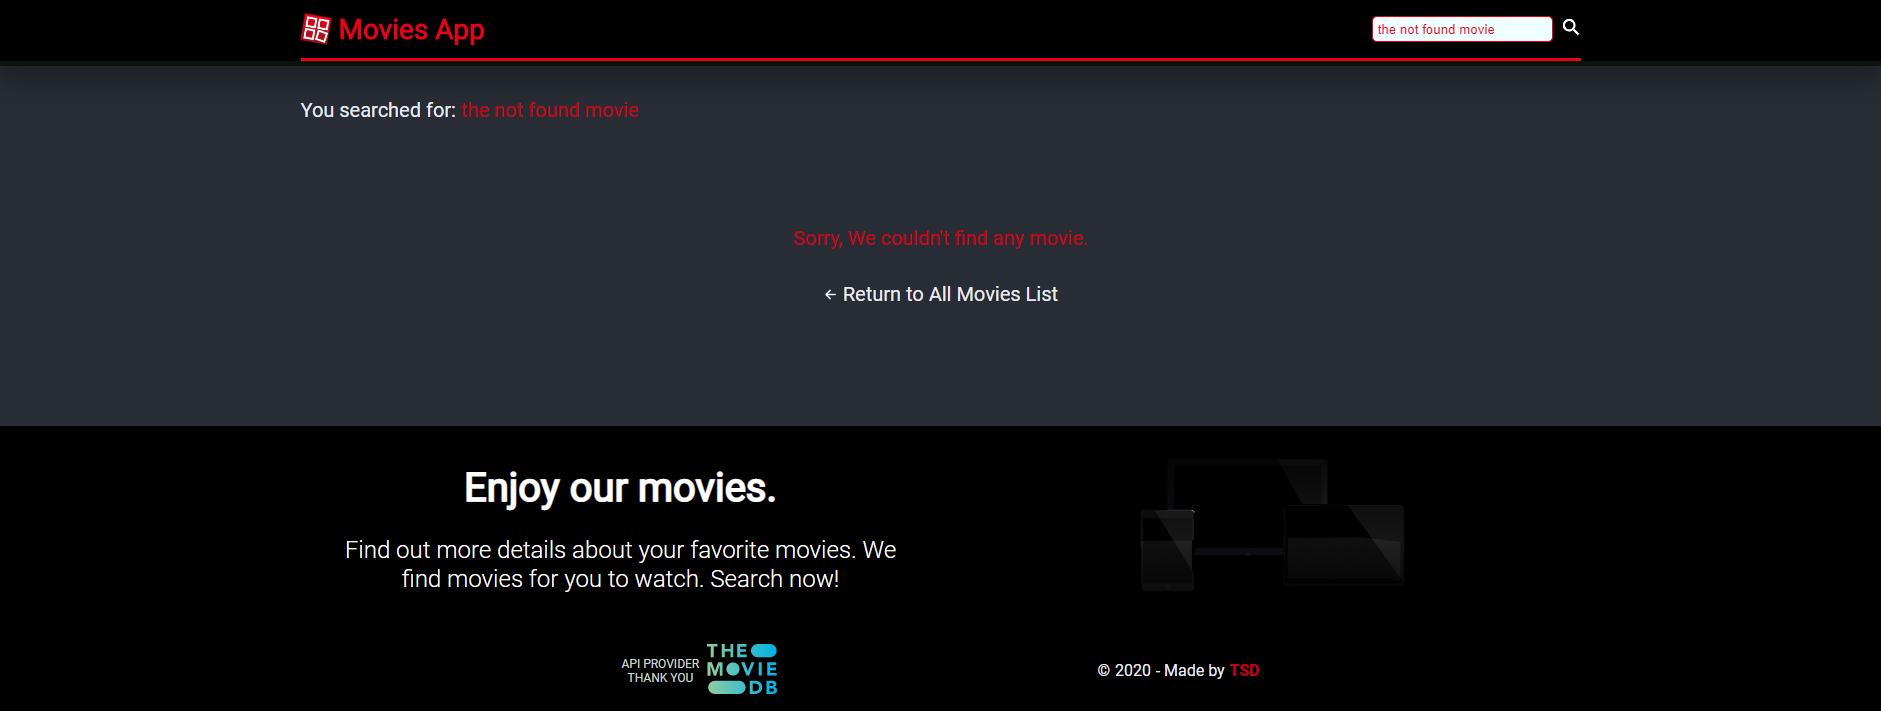 Movies App
the not found movie
You searched for: the not found movie
Sorry, We couldn't find any movie.
← Return to All Movies List
Enjoy our movies.
Find out more details about your favorite movies. We
find movies for you to watch. Search now!
API PROVIDER
THANK YOU
THE
MOVIE
DB
© 2020 - Made by TSD